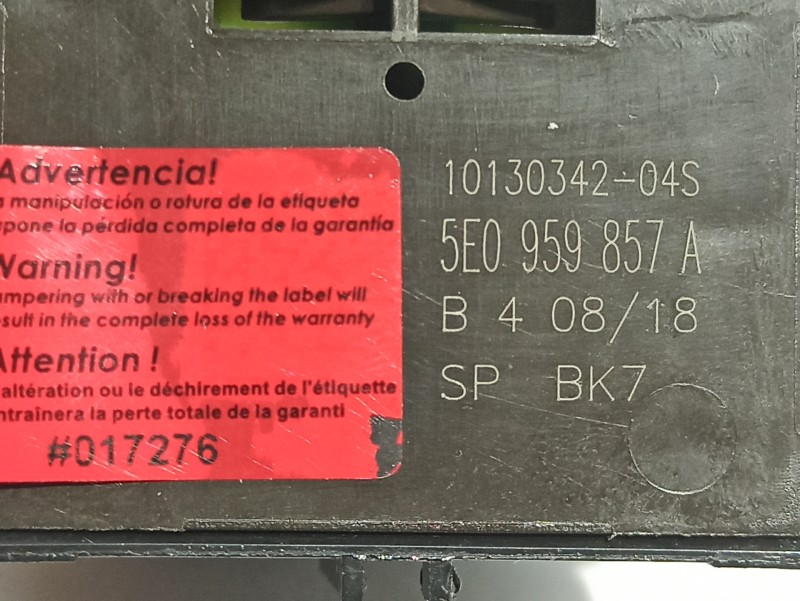 Advertencia!
a manipulación o rotura de la etiqueta
upone la pérdida completa de la garantía
Warning!
ampering with or breaking the label will
esult in the complete loss of the warranty
Attention !
'altération ou le déchirement de l'étiquette
ntraînera la perte totale de la garanti
#017276
10130342-04S
5E0 959 857 A
B 4 08/18
SP BK7